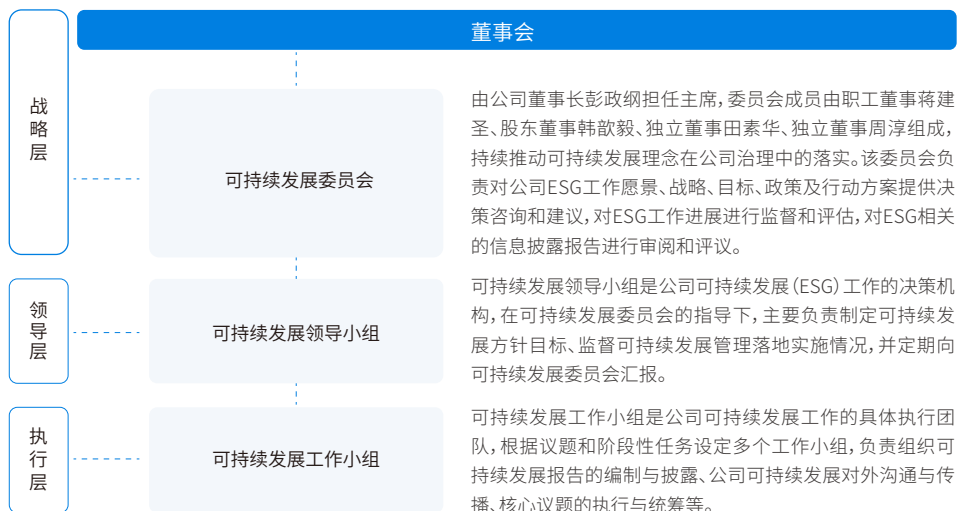 董事会
战
略
层
可持续发展委员会
由公司董事长彭政纲担任主席，委员会成员由职工董事蒋建
圣、股东董事韩歆毅、独立董事田素华、独立董事周淳组成，
持续推动可持续发展理念在公司治理中的落实。该委员会负
责对公司ESG工作愿景、战略、目标、政策及行动方案提供决
策咨询和建议，对ESG工作进展进行监督和评估，对ESG相关
的信息披露报告进行审阅和评议。
领
导
层
可持续发展领导小组
可持续发展领导小组是公司可持续发展（ESG）工作的决策机
构，在可持续发展委员会的指导下，主要负责制定可持续发
展方针目标、监督可持续发展管理落地实施情况，并定期向
可持续发展委员会汇报。
执
行
层
可持续发展工作小组
可持续发展工作小组是公司可持续发展工作的具体执行团
队，根据议题和阶段性任务设定多个工作小组，负责组织可
持续发展报告的编制与披露、公司可持续发展对外沟通与传
播、核心议题的执行与统筹等。